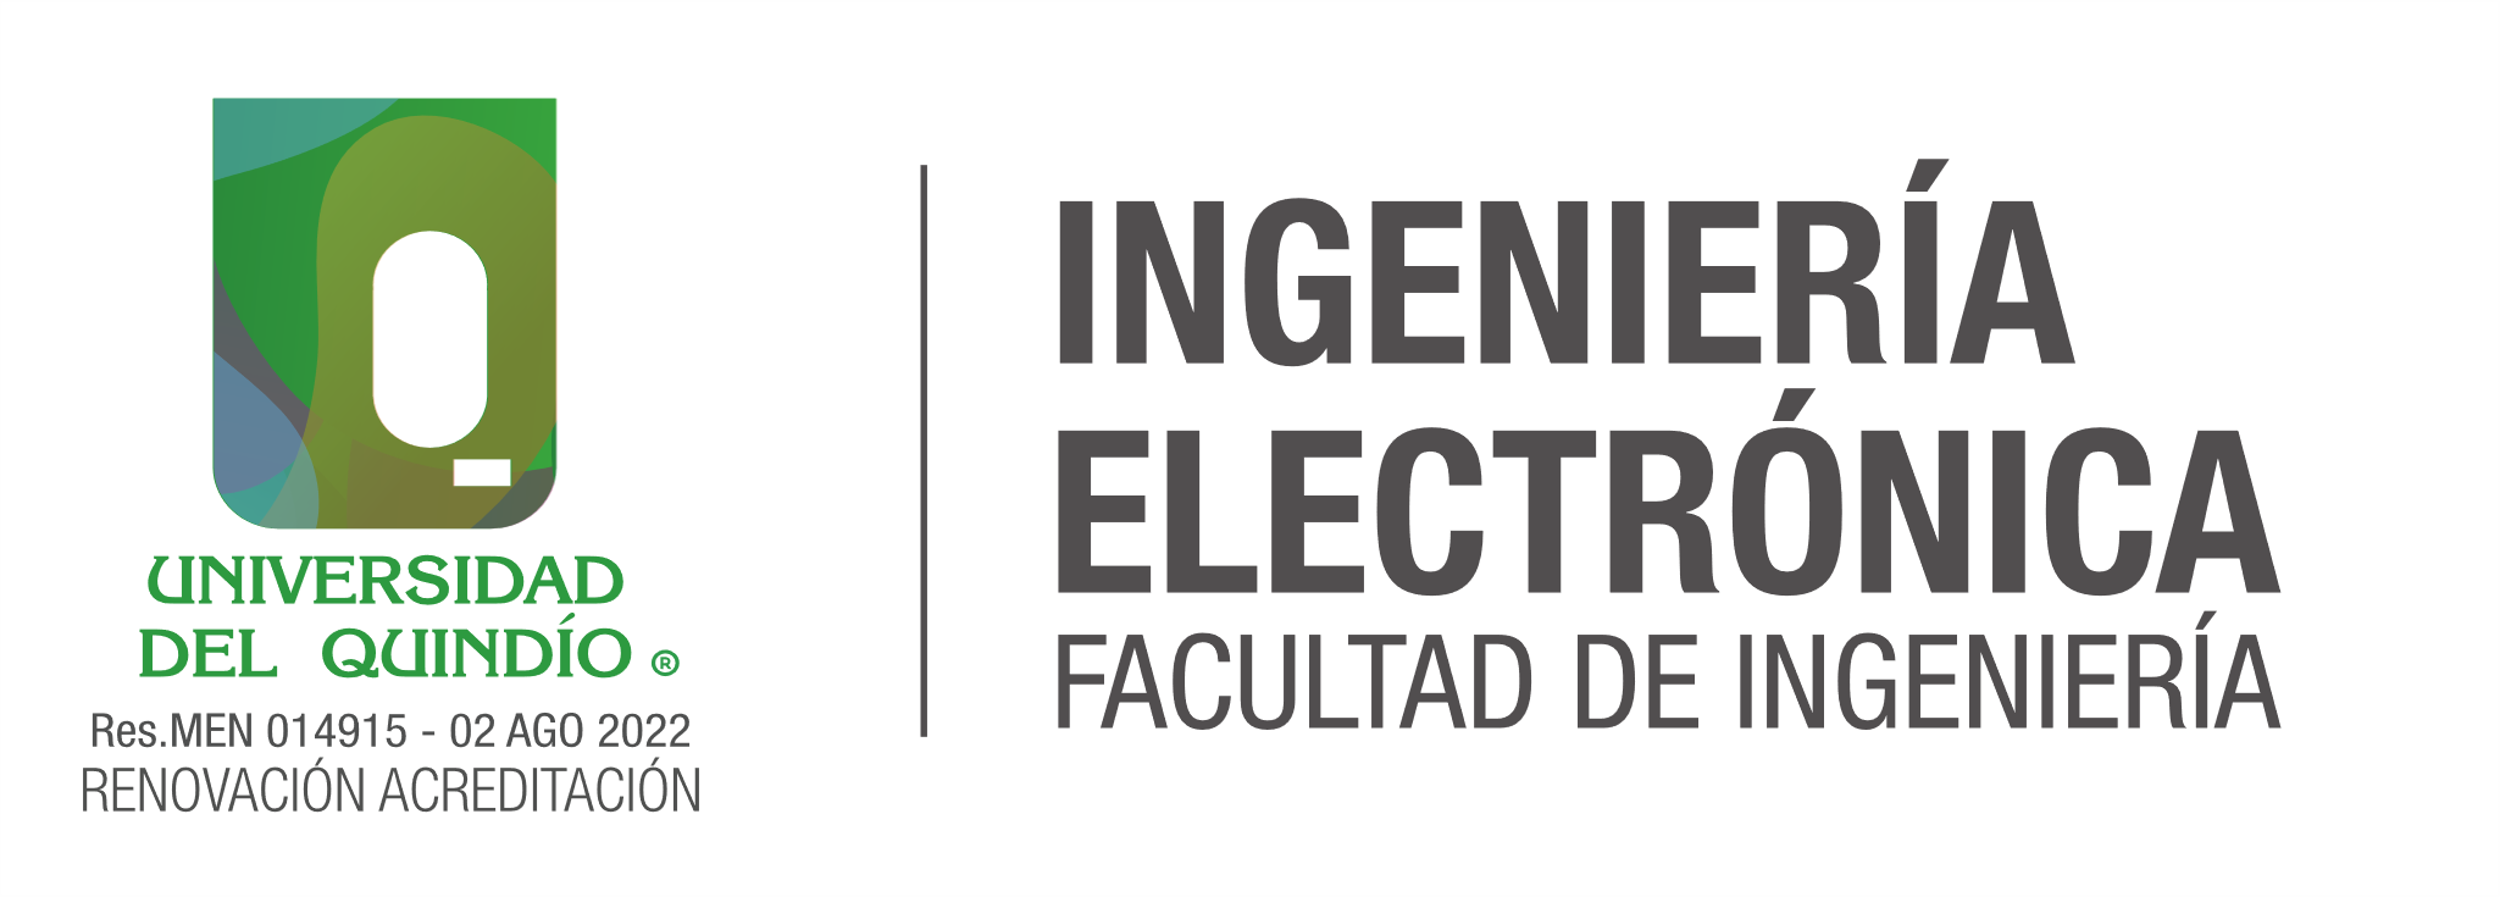 UNIVERSIDAD
DEL QUINDÍO ®
Res.MEN 014915 - 02 AGO 2022
RENOVACIÓN ACREDITACIÓN
INGENIERÍA
ELECTRÓNICA
FACULTAD DE INGENIERÍA